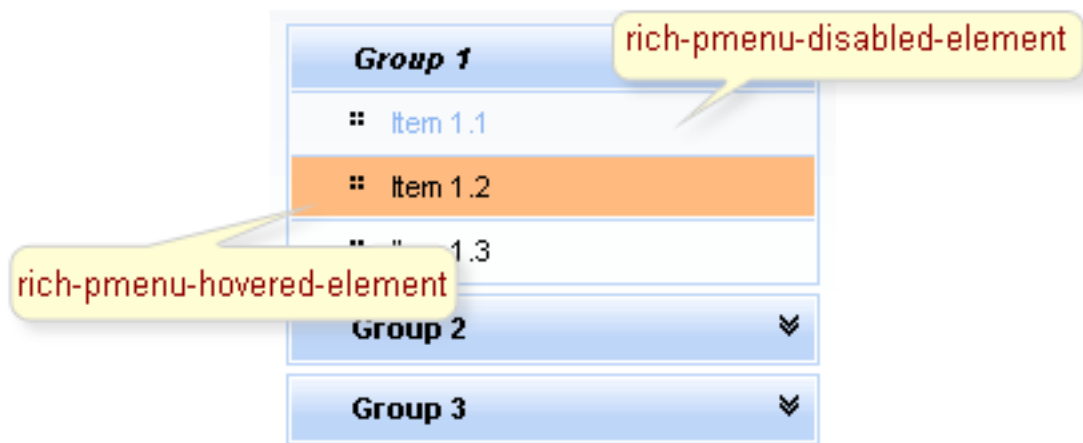 Group 1
rich-pmenu-disabled-element
Item 1.1
Item 1.2
1.3
rich-pmenu-hovered-element
Group 2
Group 3